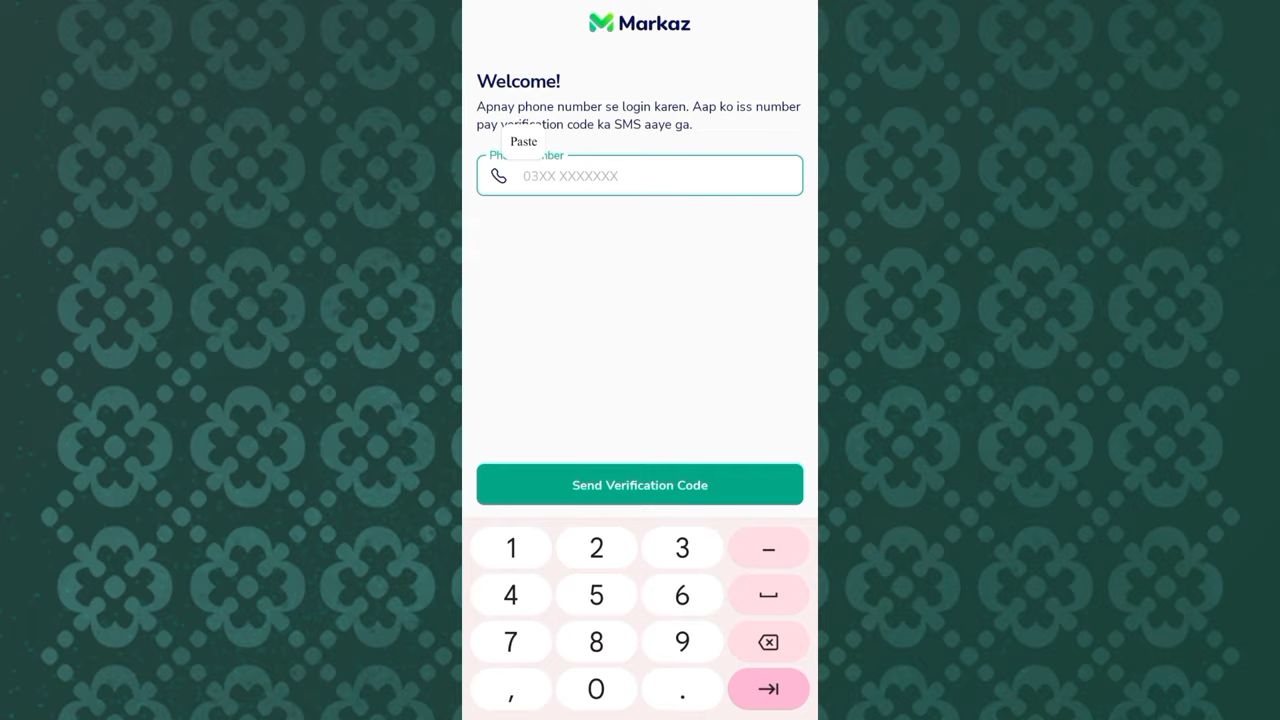 Markaz
Welcome!
Apnay phone number se login karen. Aap ko iss number
pay verification code ka SMS aaye ga.
Paste
03XX XXXXXXX
Send Verification Code
1 2 3 –
4 5 6
7 8 9
, 0 .